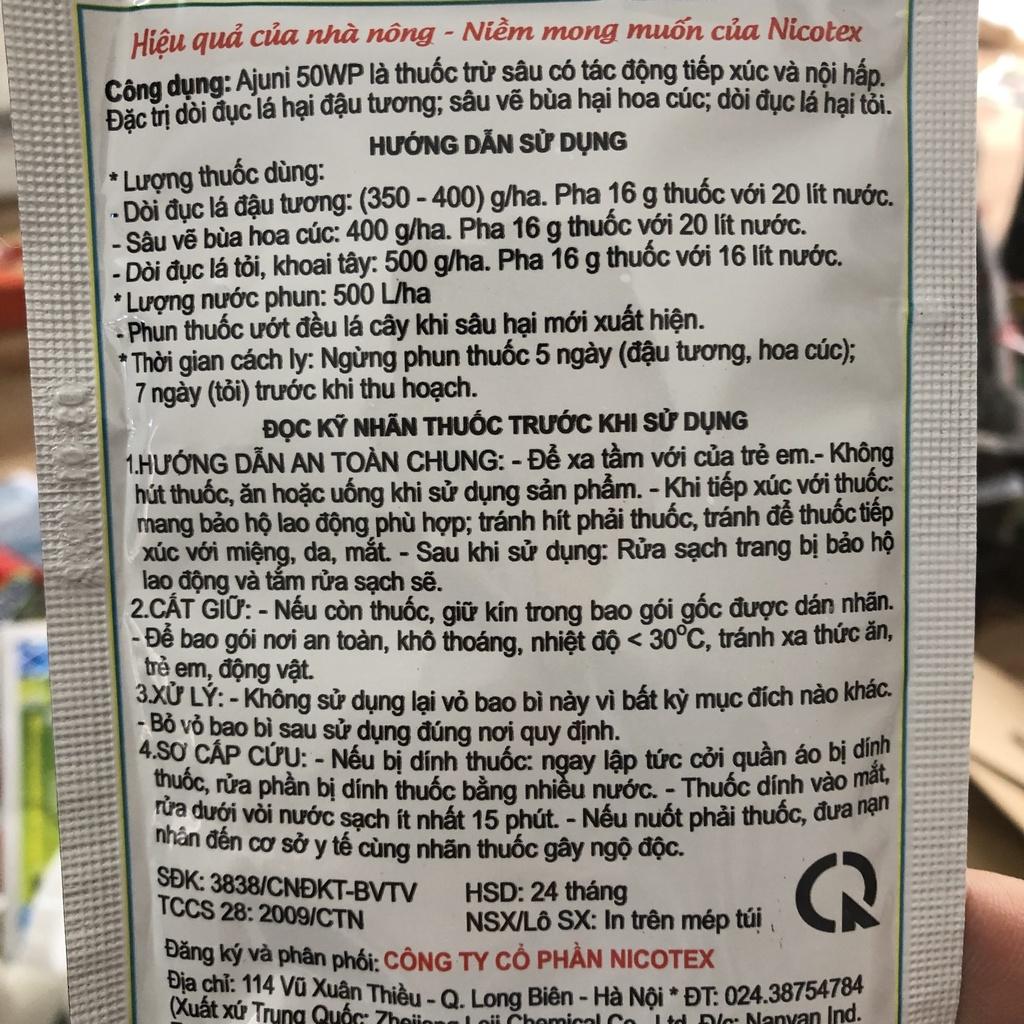 Hiệu quả của nhà nông - Niềm mong muốn của Nicotex
Công dụng: Ajuni 50WP là thuốc trừ sâu có tác động tiếp xúc và nội hấp.
Đặc trị dòi đục lá hại đậu tương; sâu vẽ bùa hại hoa cúc; dòi đục lá hại tỏi.
HƯỚNG DẪN SỬ DỤNG
* Lượng thuốc dùng:
- Dòi đục lá đậu tương: (350 - 400) g/ha. Pha 16 g thuốc với 20 lít nước.
- Sâu vẽ bùa hoa cúc: 400 g/ha. Pha 16 g thuốc với 20 lít nước.
- Dòi đục lá tỏi, khoai tây: 500 g/ha. Pha 16 g thuốc với 16 lít nước.
* Lượng nước phun: 500 L/ha
- Phun thuốc ướt đều lá cây khi sâu hại mới xuất hiện.
* Thời gian cách ly: Ngừng phun thuốc 5 ngày (đậu tương, hoa cúc);
7 ngày (tỏi) trước khi thu hoạch.
ĐỌC KỸ NHÃN THUỐC TRƯỚC KHI SỬ DỤNG
1.HƯỚNG DẪN AN TOÀN CHUNG: - Để xa tầm với của trẻ em.- Không
hút thuốc, ăn hoặc uống khi sử dụng sản phẩm. - Khi tiếp xúc với thuốc:
mang bảo hộ lao động phù hợp; tránh hít phải thuốc, tránh để thuốc tiếp
xúc với miệng, da, mắt. - Sau khi sử dụng: Rửa sạch trang bị bảo hộ
lao động và tắm rửa sạch sẽ.
2.CẤT GIỮ: - Nếu còn thuốc, giữ kín trong bao gói gốc được dán nhãn.
- Để bao gói nơi an toàn, khô thoáng, nhiệt độ < 30°C, tránh xa thức ăn,
trẻ em, động vật.
3.XỬ LÝ: - Không sử dụng lại vỏ bao bì này vì bất kỳ mục đích nào khác.
- Bỏ vỏ bao bì sau sử dụng đúng nơi quy định.
4.SƠ CẤP CỨU: - Nếu bị dính thuốc: ngay lập tức cởi quần áo bị dính
thuốc, rửa phần bị dính thuốc bằng nhiều nước. - Thuốc dính vào mắt,
rửa dưới vòi nước sạch ít nhất 15 phút. - Nếu nuốt phải thuốc, đưa nạn
nhân đến cơ sở y tế cùng nhãn thuốc gây ngộ độc.
SĐK: 3838/CNĐKT-BVTV
TCCS 28: 2009/CTN
HSD: 24 tháng
NSX/Lô SX: In trên mép túi
Đăng ký và phân phối: CÔNG TY CỔ PHẦN NICOTEX
Địa chỉ: 114 Vũ Xuân Thiều - Q. Long Biên - Hà Nội * ĐT: 024.38754784
(Xuất xứ Trung Quốc: Chemical Co., Ltd. Đ/c: Nanyan Ind.